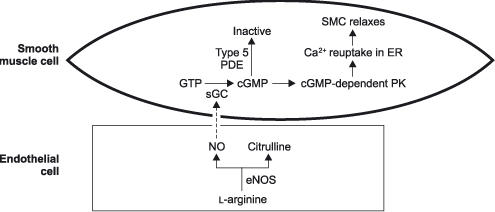 SMC relaxes
Inactive
Smooth
muscle cell
Type 5
PDE
Ca²⁺ reuptake in ER
GTP
cGMP
cGMP-dependent PK
sGC
NO
Citrulline
Endothelial
cell
eNOS
L-arginine